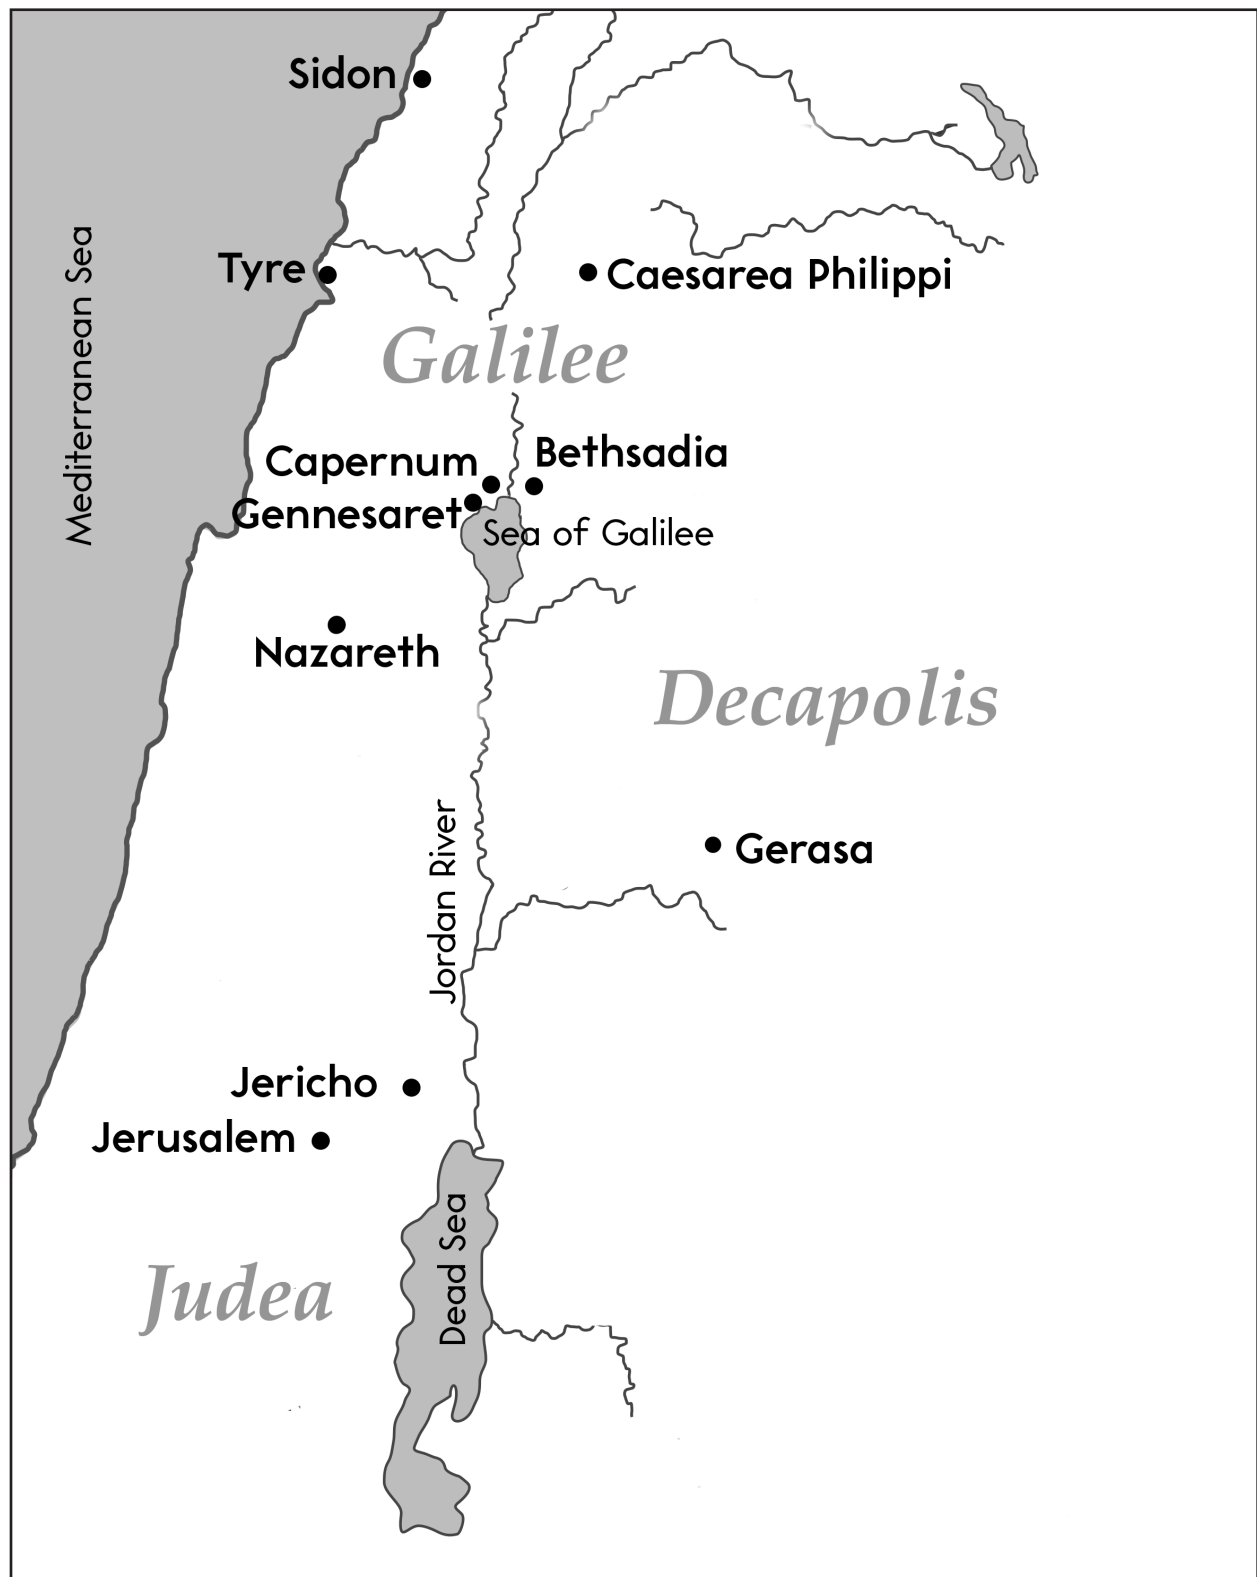 Sidon
Mediterranean Sea
Tyre
Caesarea Philippi
Galilee
Capernum
Bethsadia
Gennesaret
Sea of Galilee
Nazareth
Decapolis
Jordan River
Gerasa
Jericho
Jerusalem
Dead Sea
Judea